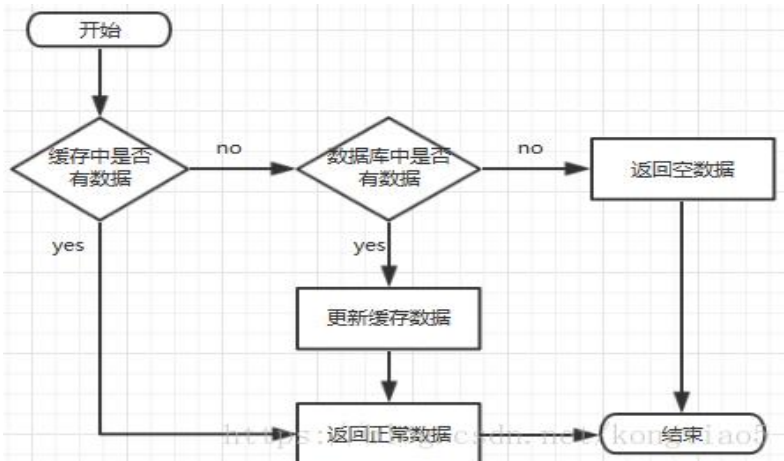 开始
缓存中是否
有数据
no
数据库中是否
有数据
no
返回空数据
yes
yes
更新缓存数据
返回正常数据
结束